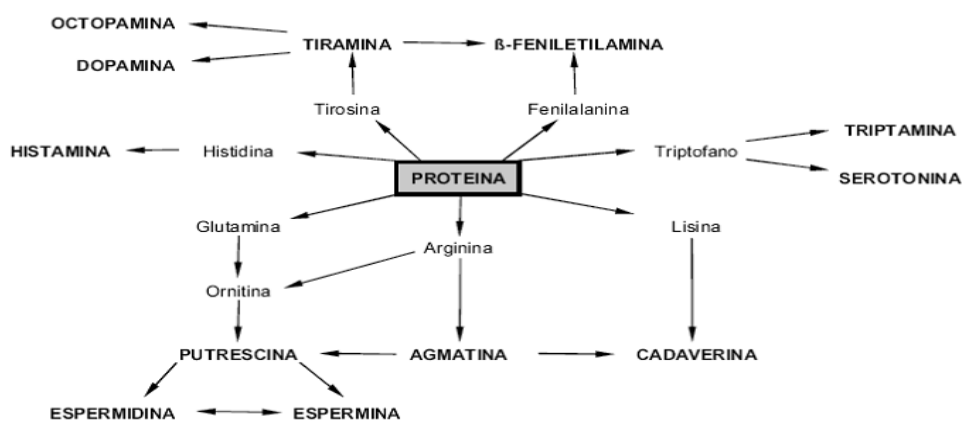 OCTOPAMINA
TIRAMINA
ß-FENILETILAMINA
DOPAMINA
Tirosina
Fenilalanina
TRIPTAMINA
HISTAMINA
Histidina
Triptofano
PROTEINA
SEROTONINA
Glutamina
Arginina
Lisina
Ornitina
PUTRESCINA
AGMATINA
CADAVERINA
ESPERMIDINA
ESPERMINA